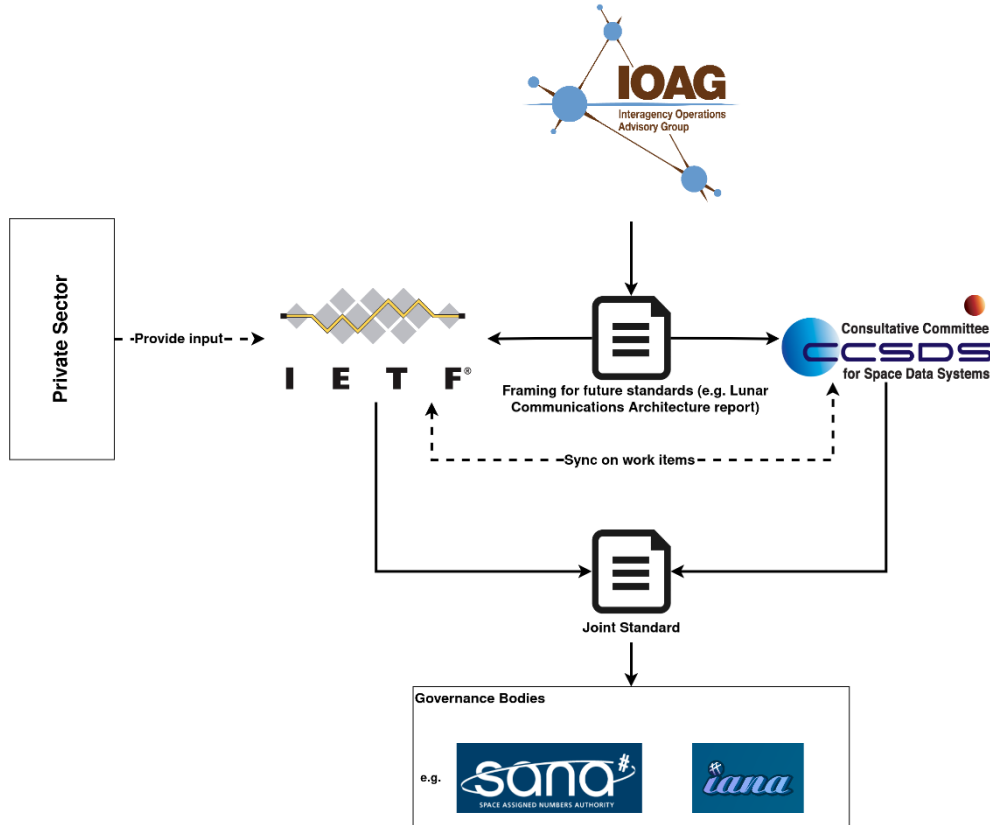 IOAG
Interagency Operations
Advisory Group
Private Sector
Provide input
I E T F®
Framing for future standards (e.g. Lunar
Communications Architecture report)
Consultative Committee
CCSDS
for Space Data Systems
Sync on work items
Joint Standard
Governance Bodies
e.g.
sana#
SPACE ASSIGNED NUMBERS AUTHORITY
#
iana